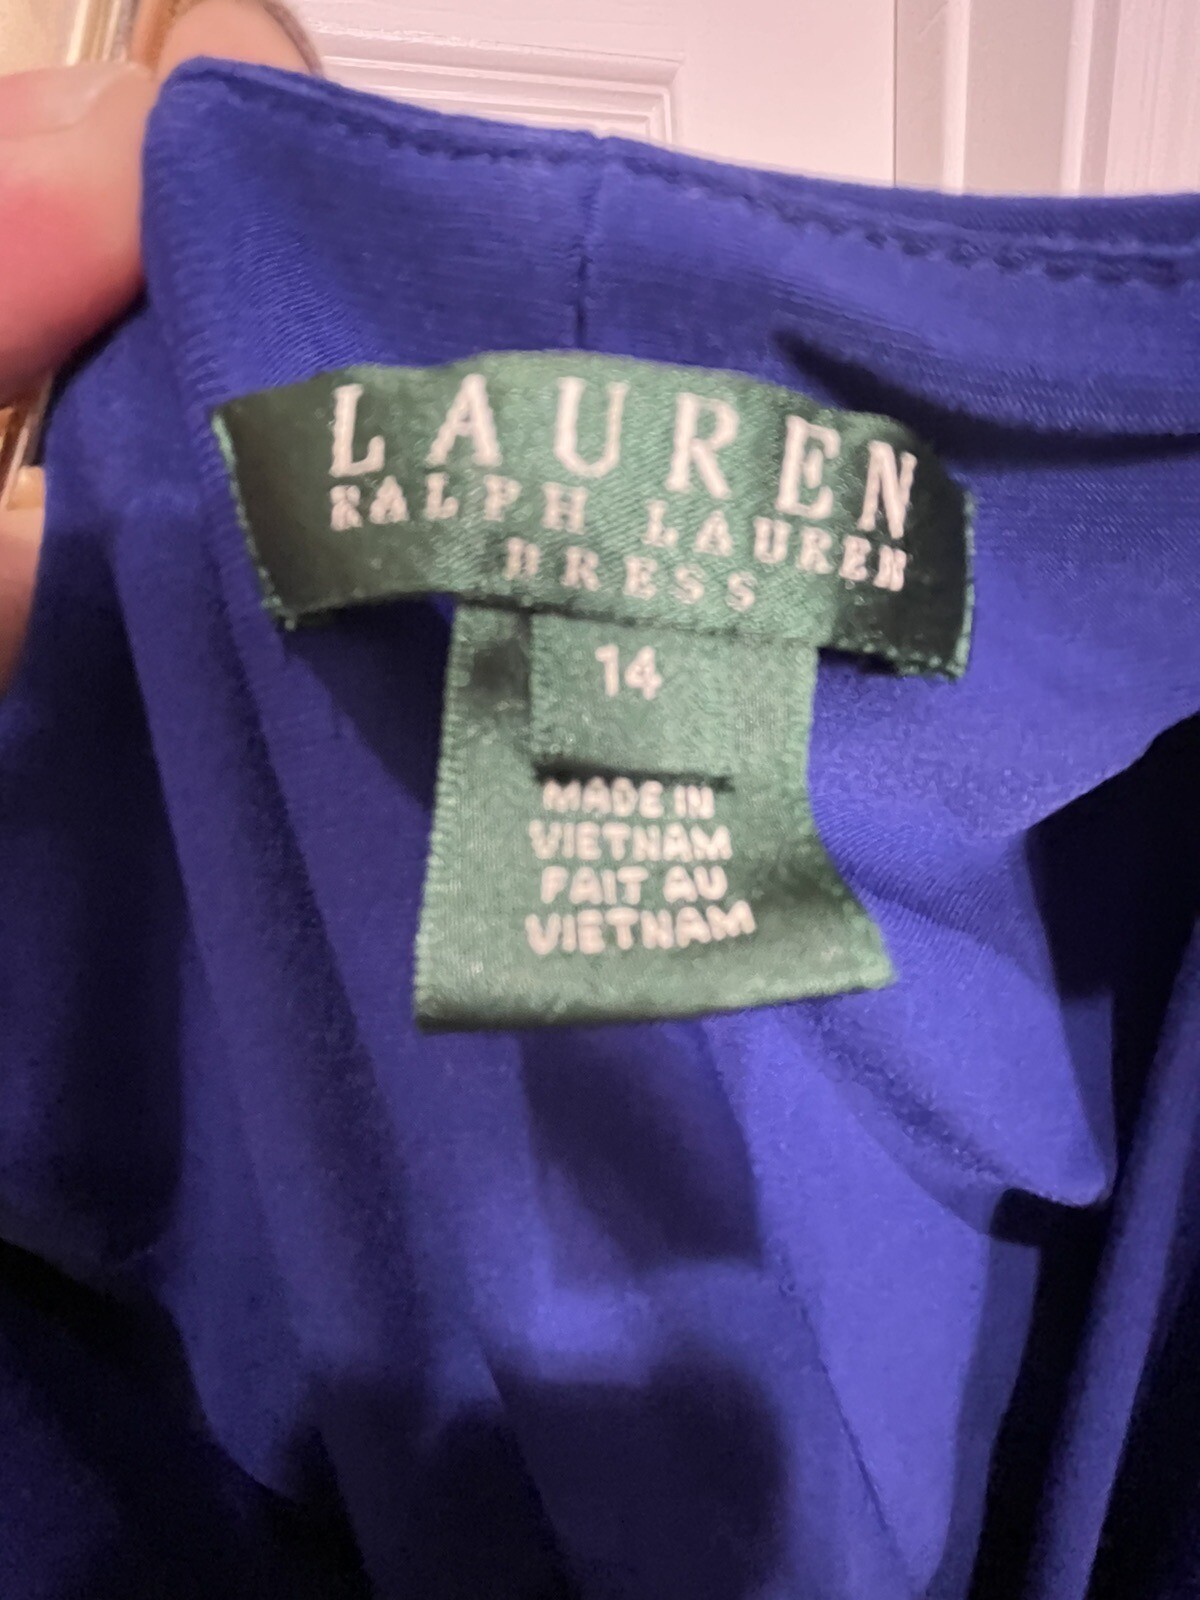 LAUREN
RALPH LAUREN
DRESS
14
MADE IN
VIETNAM
FAIT AU
VIETNAM